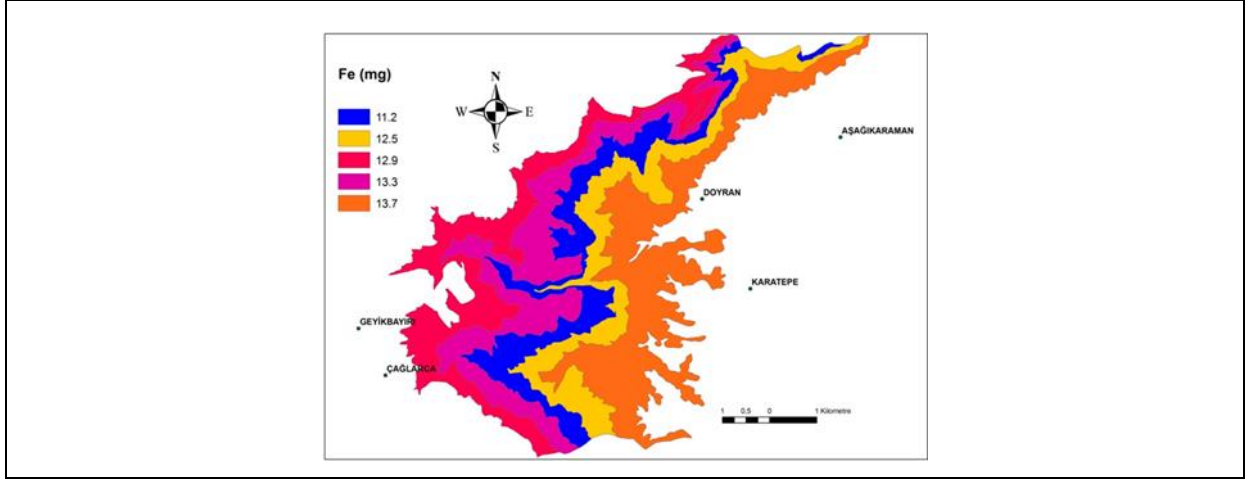 Fe (mg)
N
W E
S
11.2
12.5
12.9
13.3
13.7
AŞAĞIKARAMAN
DOYRAN
KARATEPE
GEYİKBAYIRI
ÇAĞLARCA
1 0,5 0 1 Kilometre